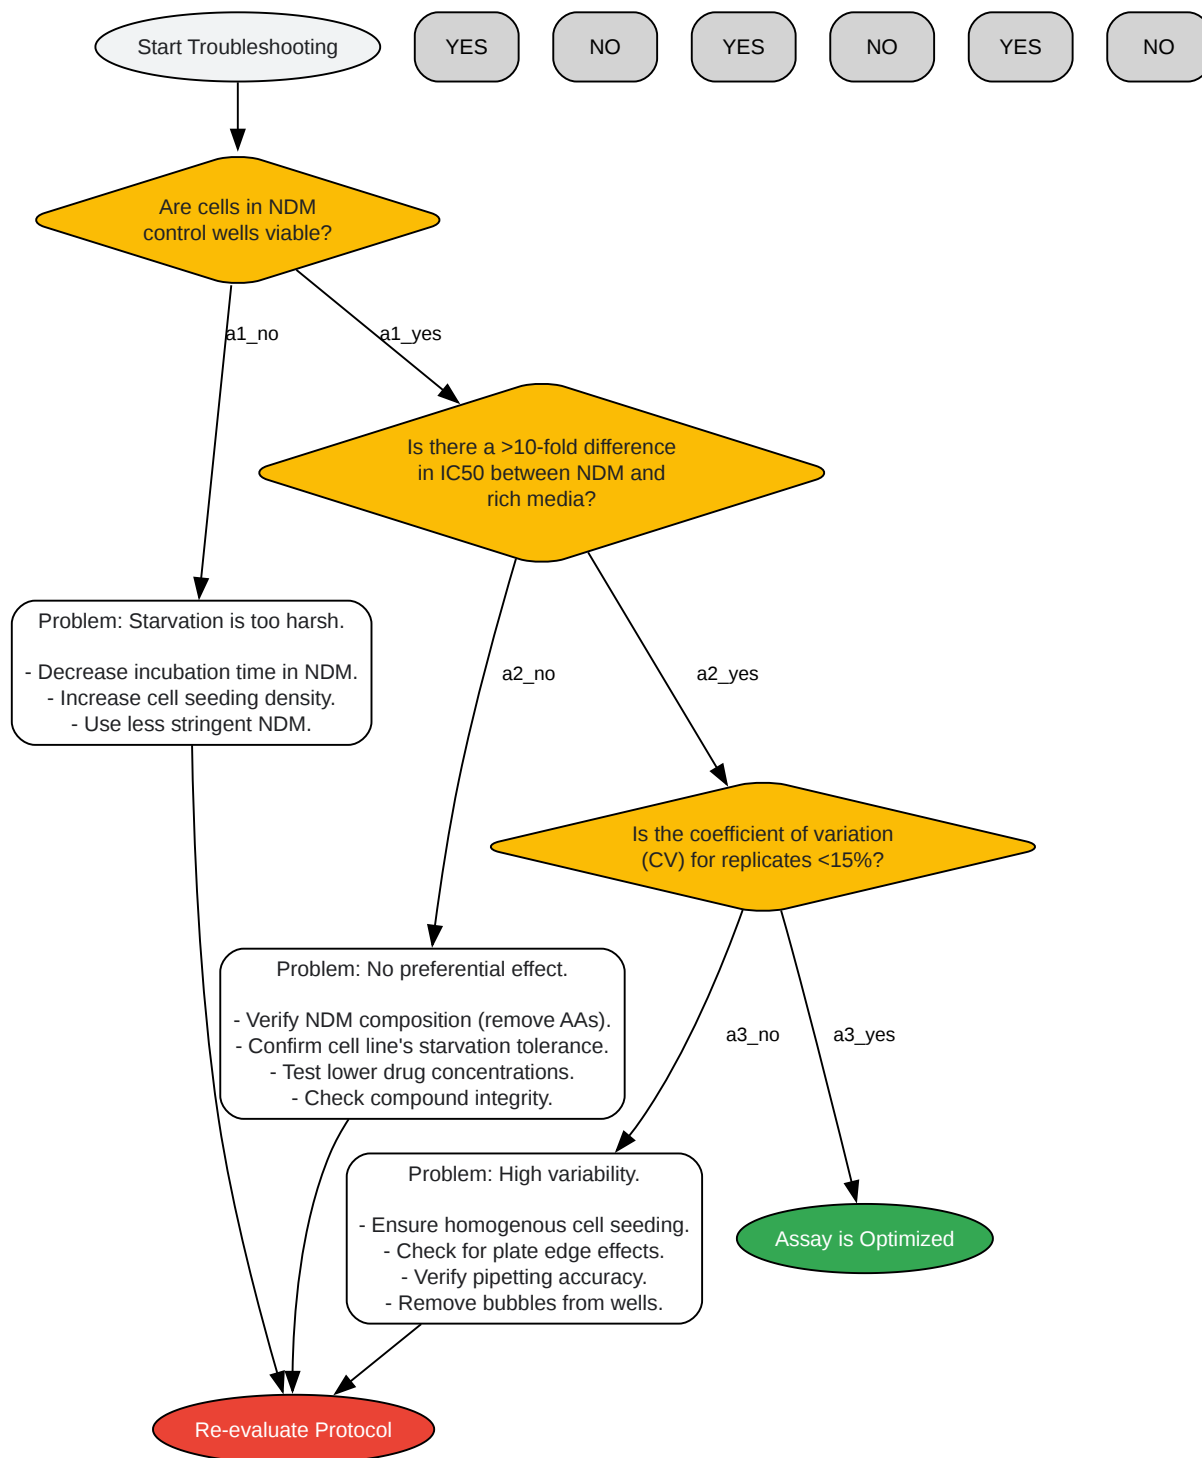 Start Troubleshooting
YES
NO
YES
NO
YES
NO
Are cells in NDM
control wells viable?
a1_no
a1_yes
Is there a >10-fold difference
in IC50 between NDM and
rich media?
Problem: Starvation is too harsh.
- Decrease incubation time in NDM.
- Increase cell seeding density.
- Use less stringent NDM.
a2_no
a2_yes
Is the coefficient of variation
(CV) for replicates <15%?
Problem: No preferential effect.
- Verify NDM composition (remove AAs).
- Confirm cell line's starvation tolerance.
- Test lower drug concentrations.
- Check compound integrity.
a3_no
a3_yes
Problem: High variability.
- Ensure homogenous cell seeding.
- Check for plate edge effects.
- Verify pipetting accuracy.
- Remove bubbles from wells.
Assay is Optimized
Re-evaluate Protocol